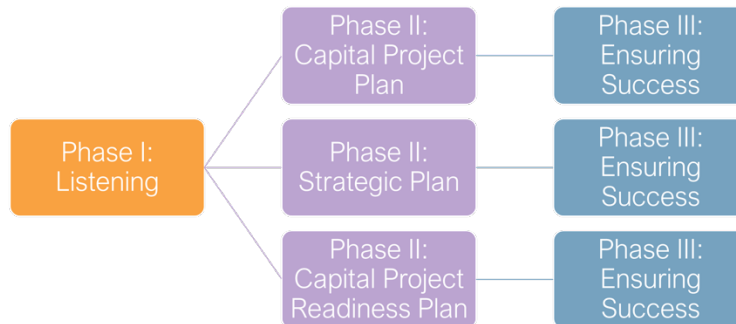 Phase II:
Capital Project
Plan
Phase III:
Ensuring
Success
Phase I:
Listening
Phase II:
Strategic Plan
Phase III:
Ensuring
Success
Phase II:
Capital Project
Readiness Plan
Phase III:
Ensuring
Success